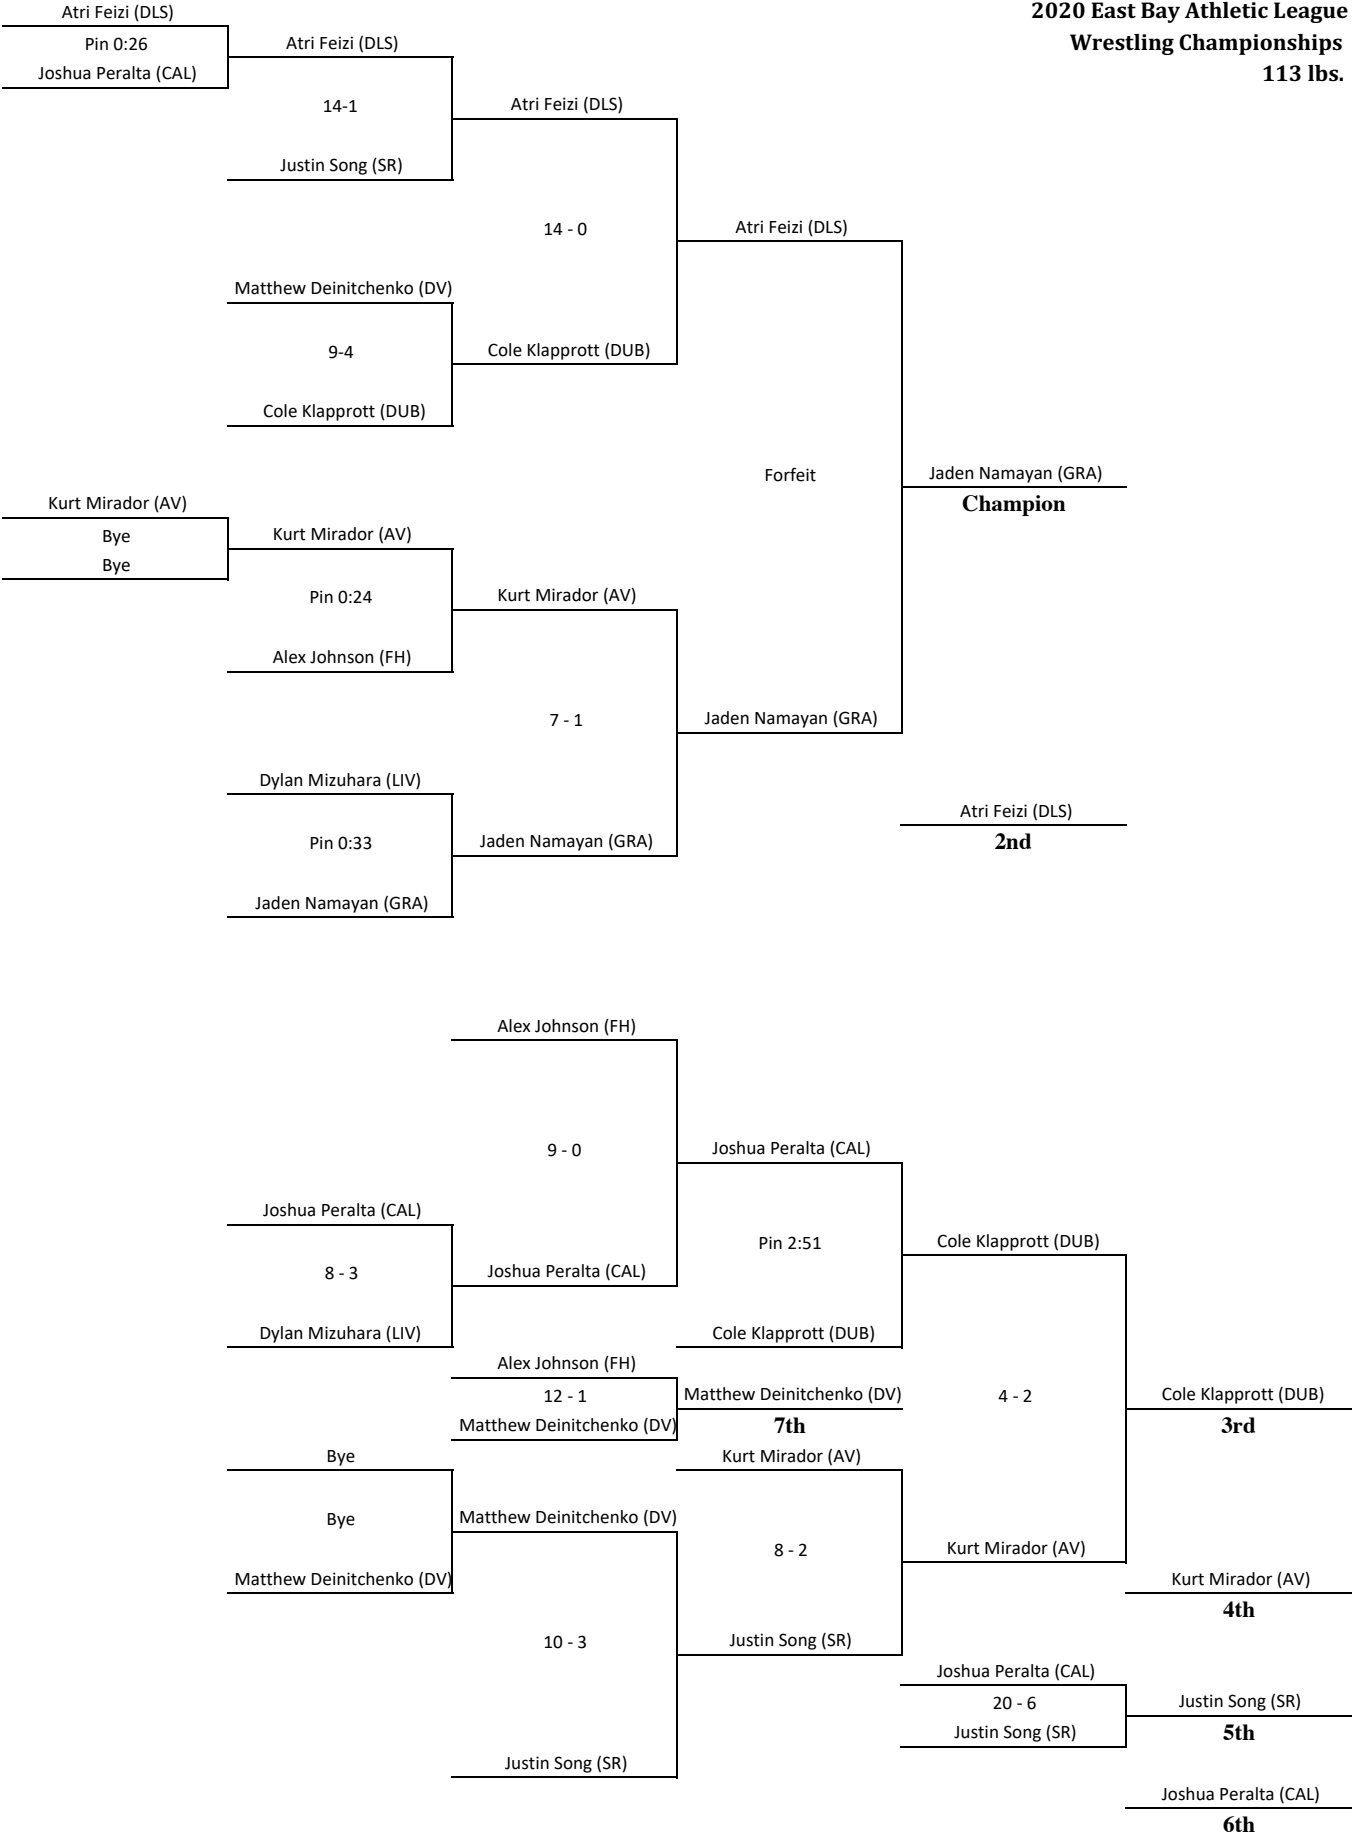 Atri Feizi (DLS)
2020 East Bay Athletic League
Pin 0:26
Atri Feizi (DLS)
Wrestling Championships
Joshua Peralta (CAL)
113 lbs.
14-1
Atri Feizi (DLS)
Justin Song (SR)
14 - 0
Atri Feizi (DLS)
Matthew Deinitchenko (DV)
9-4
Cole Klapprott (DUB)
Cole Klapprott (DUB)
Forfeit
Jaden Namayan (GRA)
Kurt Mirador (AV)
Champion
Bye
Kurt Mirador (AV)
Bye
Pin 0:24
Kurt Mirador (AV)
Alex Johnson (FH)
7 - 1
Jaden Namayan (GRA)
Dylan Mizuhara (LIV)
Atri Feizi (DLS)
Pin 0:33
Jaden Namayan (GRA)
2nd
Jaden Namayan (GRA)
Alex Johnson (FH)
9 - 0
Joshua Peralta (CAL)
Joshua Peralta (CAL)
Pin 2:51
Cole Klapprott (DUB)
8 - 3
Joshua Peralta (CAL)
Dylan Mizuhara (LIV)
Cole Klapprott (DUB)
Alex Johnson (FH)
12 - 1
Matthew Deinitchenko (DV)
4 - 2
Cole Klapprott (DUB)
Matthew Deinitchenko (DV)
7th
3rd
Bye
Kurt Mirador (AV)
Bye
Matthew Deinitchenko (DV)
8 - 2
Kurt Mirador (AV)
Matthew Deinitchenko (DV)
Kurt Mirador (AV)
4th
10 - 3
Justin Song (SR)
Joshua Peralta (CAL)
20 - 6
Justin Song (SR)
Justin Song (SR)
5th
Justin Song (SR)
Joshua Peralta (CAL)
6th